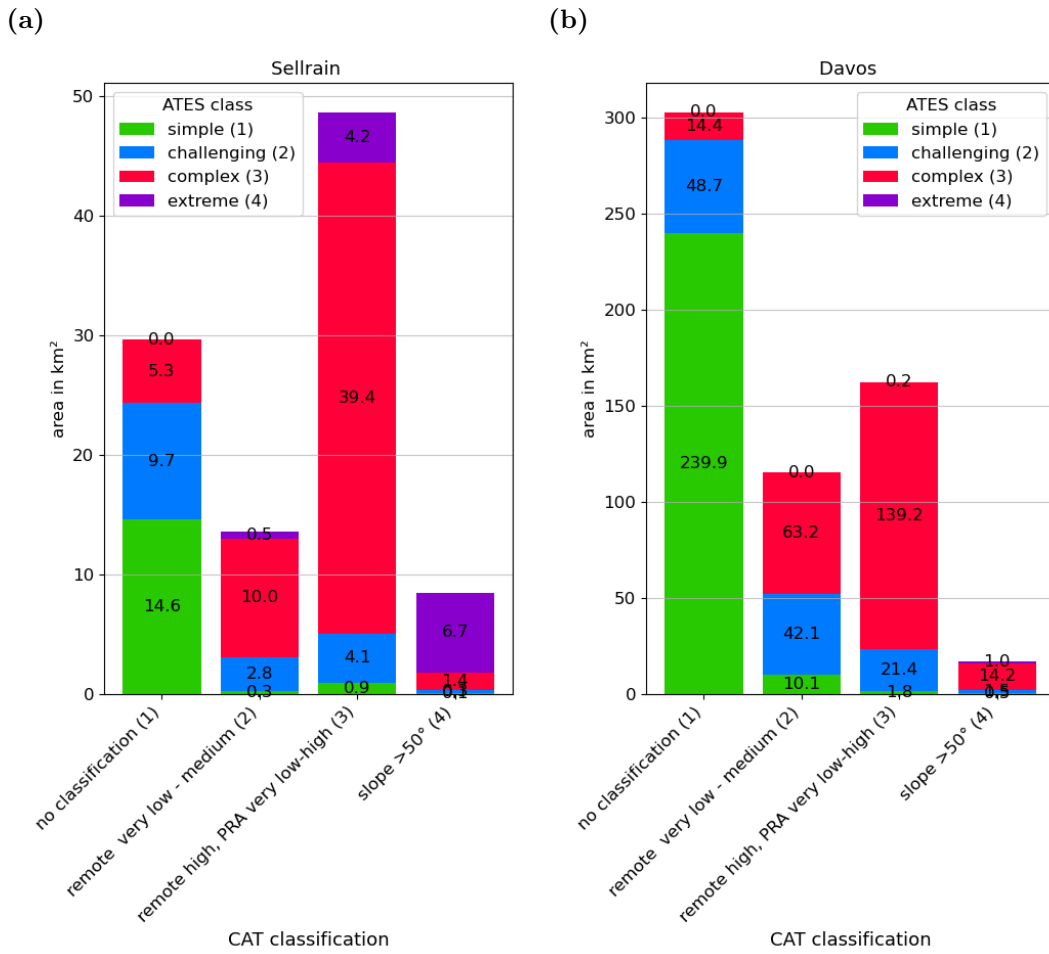 (a)
Sellrain
ATES class
simple (1)
challenging (2)
complex (3)
extreme (4)
50
40
30
20
10
0
area in km²
0.0
5.3
9.7
14.6
0.5
10.0
2.8
0.3
4.2
39.4
4.1
0.9
6.7
1.4
0.1
no classification (1)
remote  very low - medium (2)
remote high, PRA very low-high (3)
slope >50° (4)
CAT classification
(b)
Davos
ATES class
simple (1)
challenging (2)
complex (3)
extreme (4)
300
250
200
150
100
50
0
area in km²
0.0
14.4
48.7
239.9
0.0
63.2
42.1
10.1
0.2
139.2
21.4
1.8
1.0
14.2
no classification (1)
remote  very low - medium (2)
remote high, PRA very low-high (3)
slope >50° (4)
CAT classification